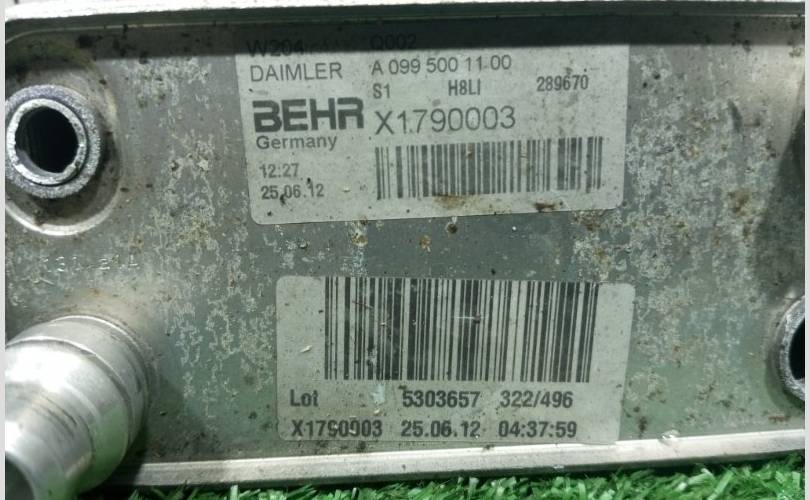 W204 Q002
DAIMLER A 099 500 11 00
S1 H8LI 289670
BEHR X1790003
Germany
12:27
25.06.12
Lot 5303657 322/496
X1790003 25.06.12 04:37:59